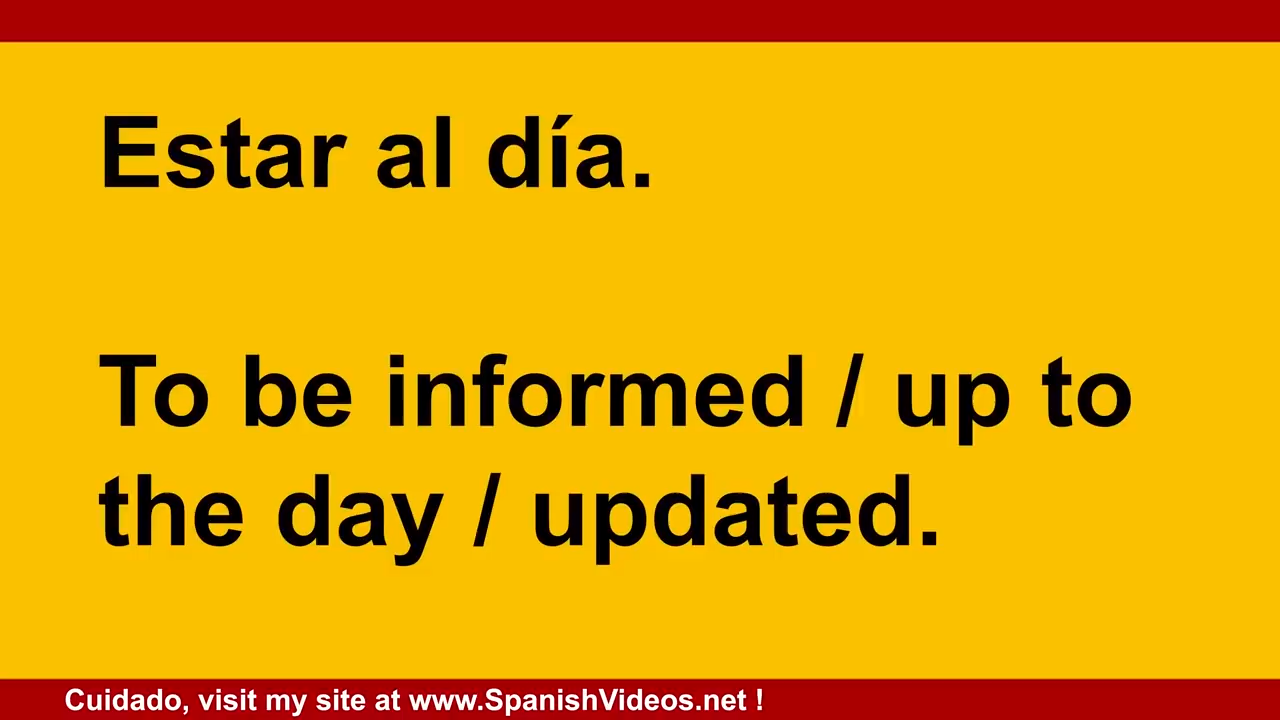 Estar al día.
To be informed / up to
the day / updated.
Cuidado, visit my site at www.SpanishVideos.net !